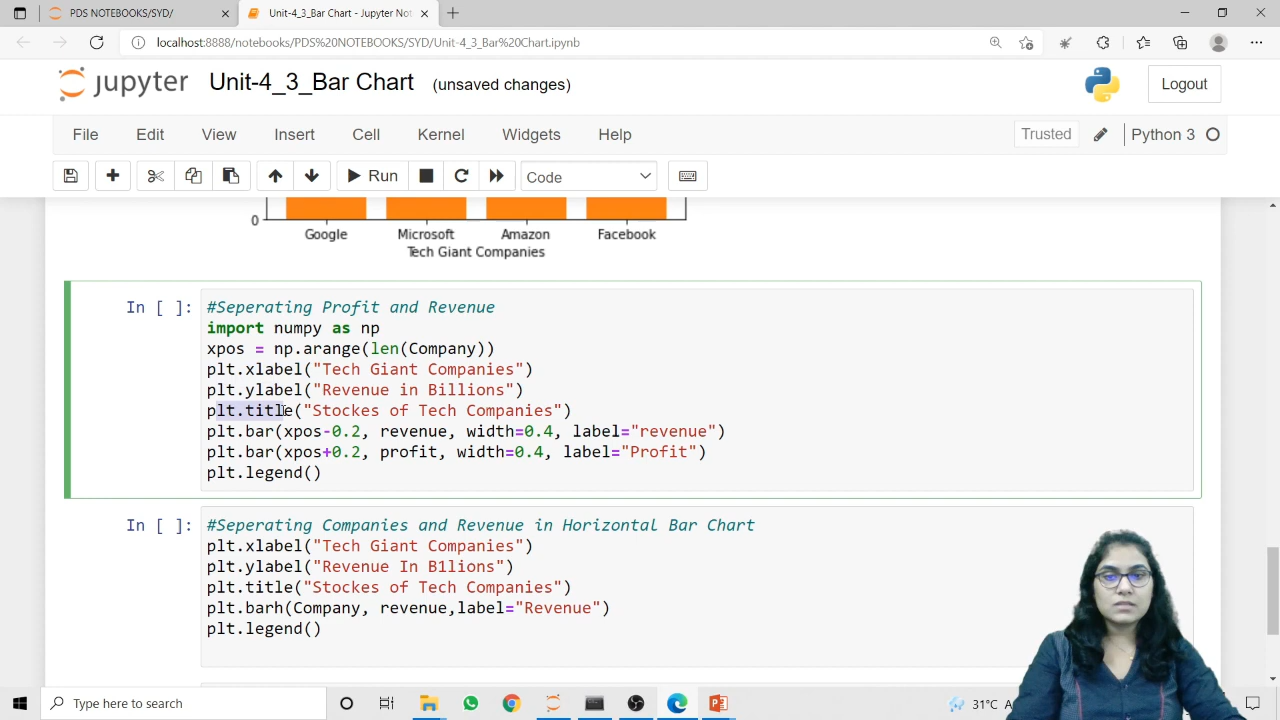 PDS NOTEBOOKS/SYD/
Unit-4_3_Bar Chart - Jupyter Not
localhost:8888/notebooks/PDS%20NOTEBOOKS/SYD/Unit-4_3_Bar%20Chart.ipynb
jupyter Unit-4_3_Bar Chart (unsaved changes)
Logout
File Edit View Insert Cell Kernel Widgets Help
Trusted
Python 3
Run
Code
0
Google Microsoft Amazon Facebook
Tech Giant Companies
In [ ]: #Seperating Profit and Revenue
import numpy as np
xpos = np.arange(len(Company))
plt.xlabel("Tech Giant Companies")
plt.ylabel("Revenue in Billions")
plt.title("Stockes of Tech Companies")
plt.bar(xpos-0.2, revenue, width=0.4, label="revenue")
plt.bar(xpos+0.2, profit, width=0.4, label="Profit")
plt.legend()
In [ ]: #Seperating Companies and Revenue in Horizontal Bar Chart
plt.xlabel("Tech Giant Companies")
plt.ylabel("Revenue In B1lions")
plt.title("Stockes of Tech Companies")
plt.barh(Company, revenue,label="Revenue")
plt.legend()
Type here to search
31°C